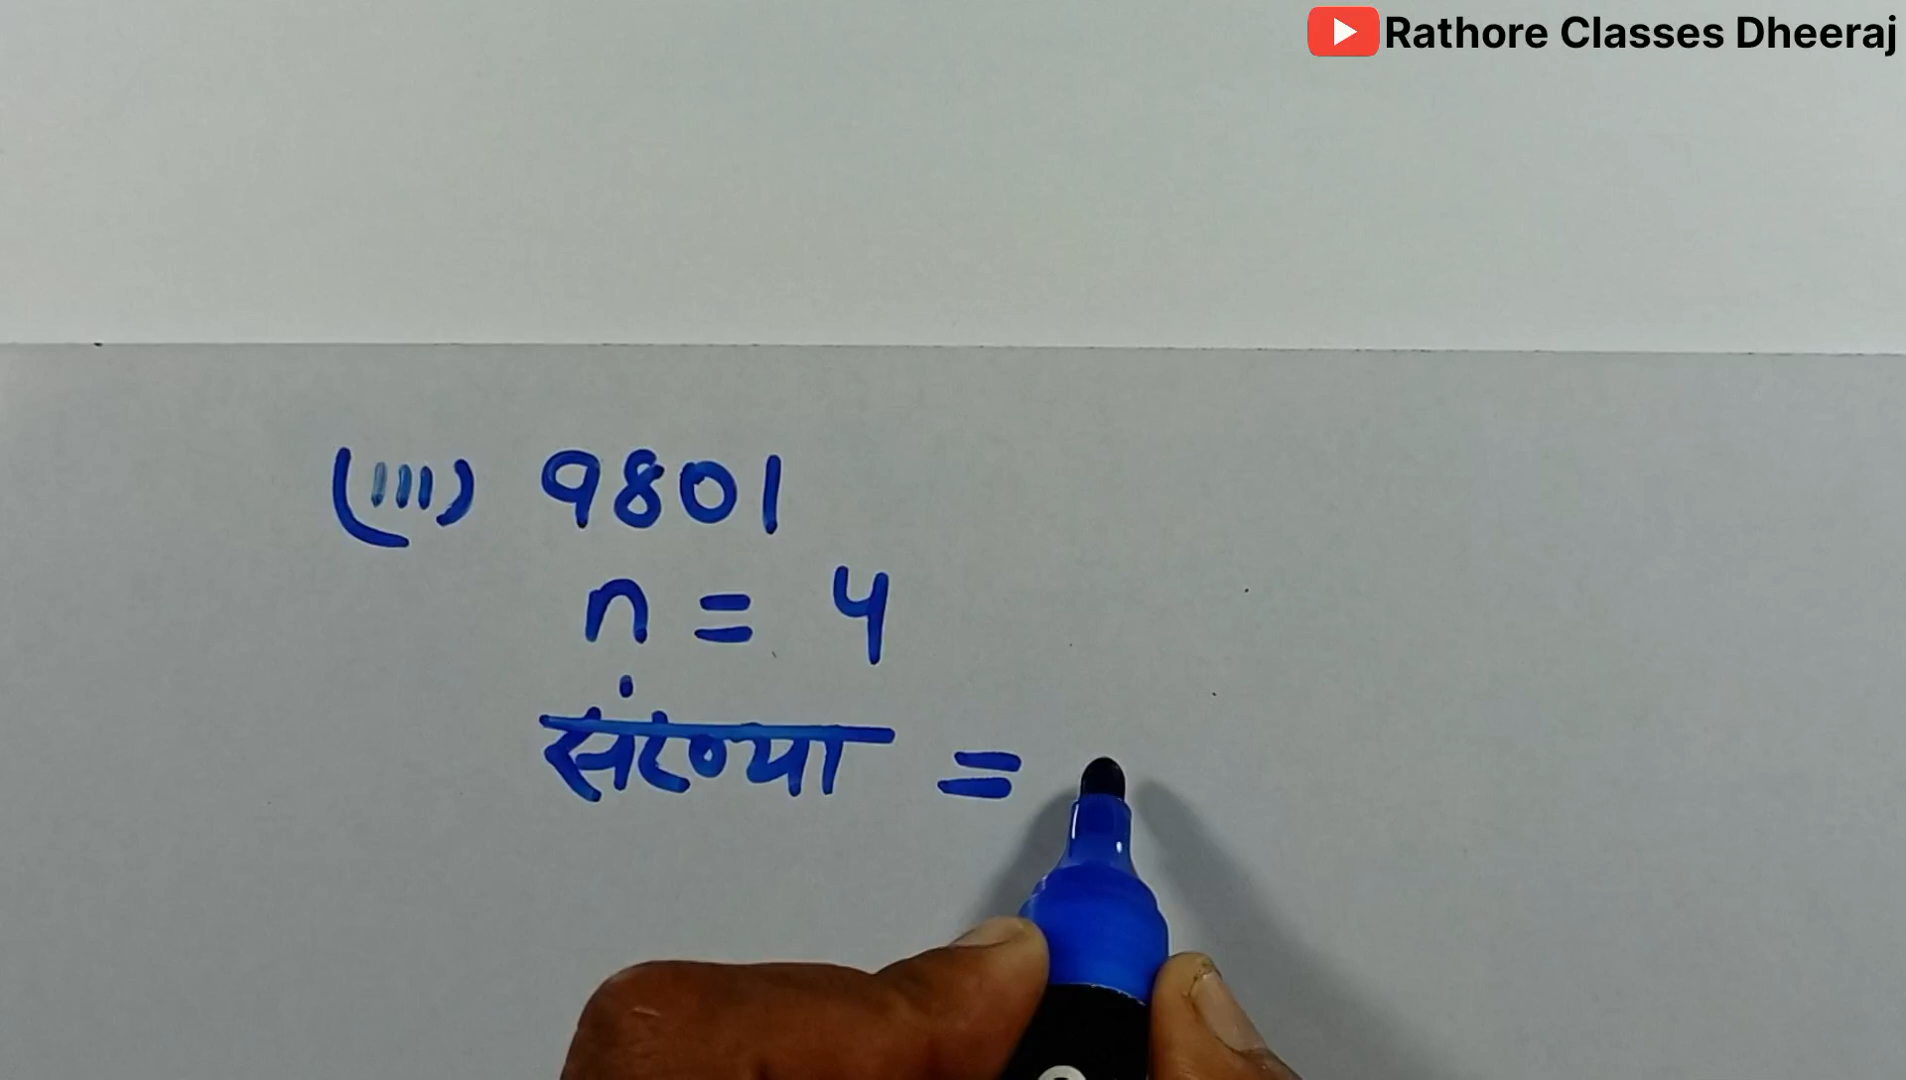 Rathore Classes Dheeraj
(iii) 9801
n = 4
संख्या =